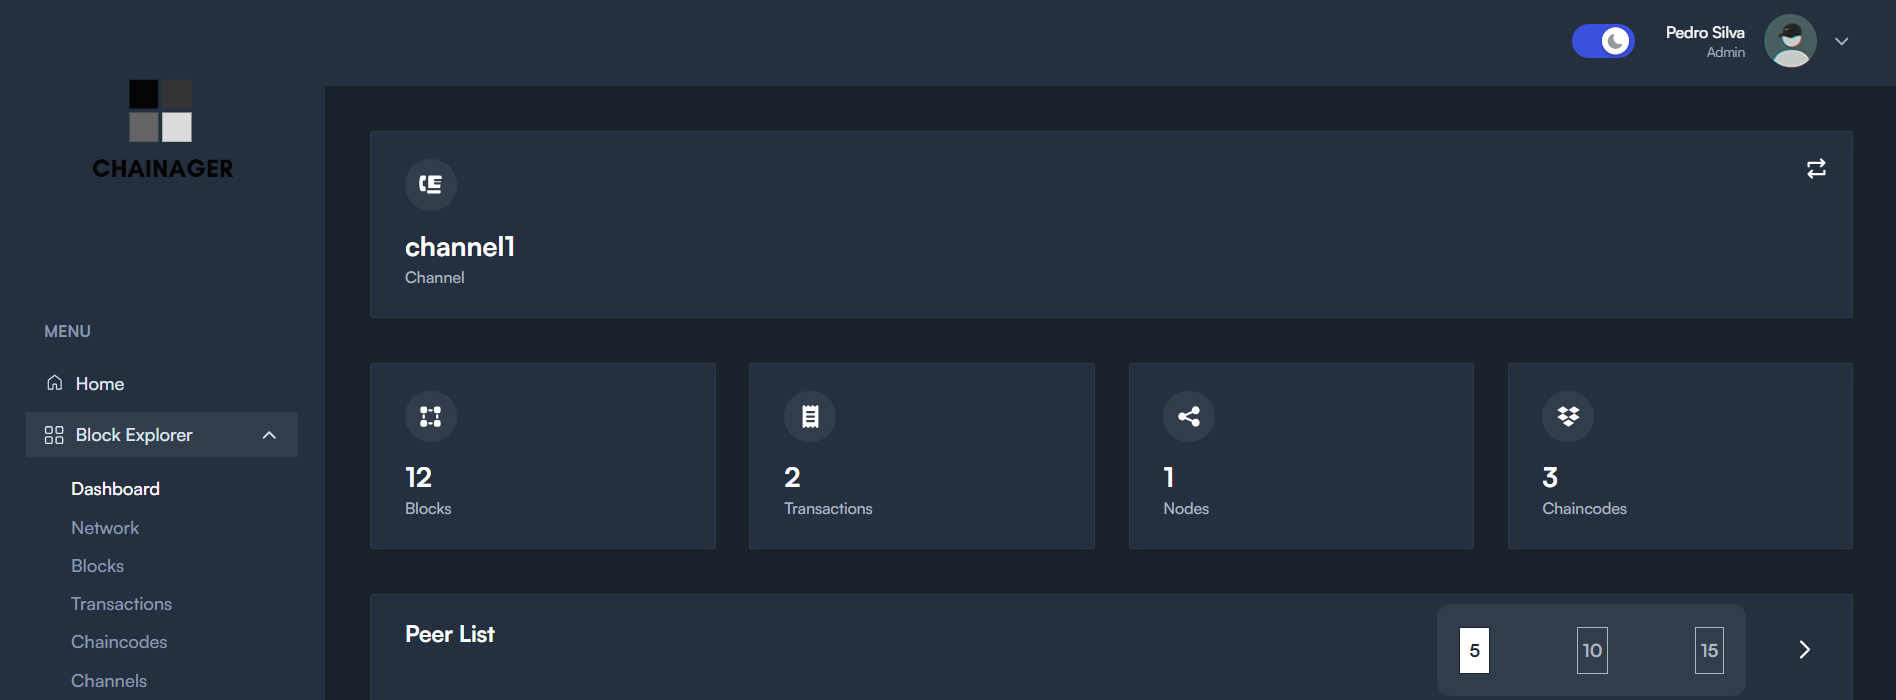 Pedro Silva
Admin
CHAINAGER
MENU
Home
Block Explorer
Dashboard
Network
Blocks
Transactions
Chaincodes
Channels
channel1
Channel
12
Blocks
2
Transactions
1
Nodes
3
Chaincodes
Peer List
5 10 15